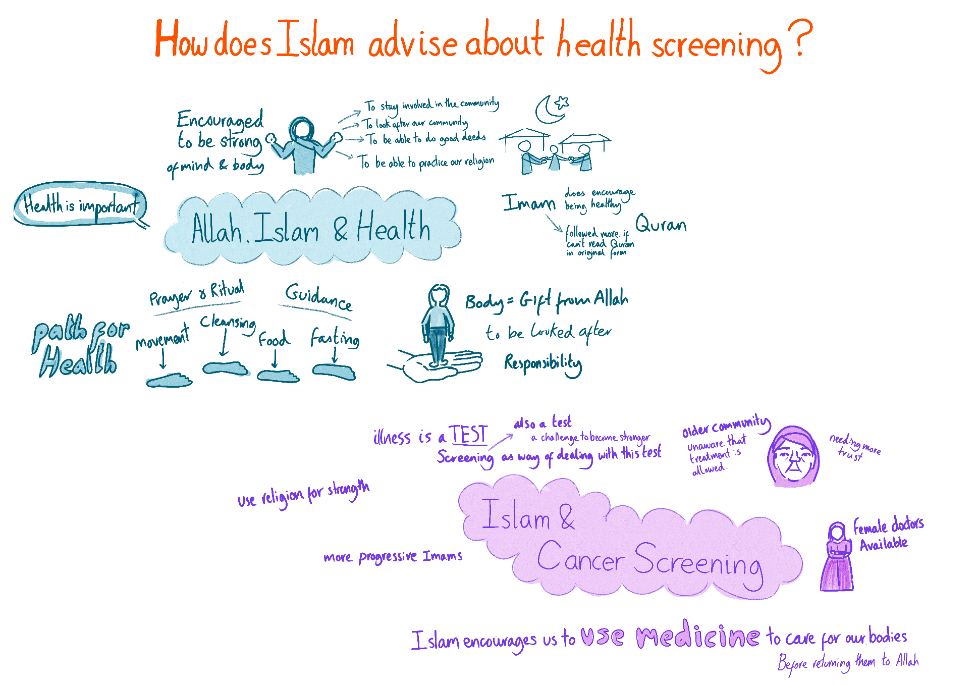 How does Islam advise about health screening?
Encouraged
to be strong
of mind & body
To stay involved in the community
To look after our community
To be able to do good deeds
To be able to practice our religion
Health is important
Allah, Islam & Health
Imam
does encourage
being healthy
followed more if
can't read Quran
in original form
Quran
Path for
Health
Prayer & Ritual
Movement
Cleansing
Guidance
Food
Fasting
Body = Gift from Allah
to be looked after
Responsibility
illness is a TEST
also a test
a challenge to become stronger
Screening as way of dealing with this test
older community
unaware that
treatment is
allowed.
needing more
trust
use religion for strength
Islam &
Cancer Screening
more progressive Imams
Female doctors
Available
Islam encourages us to use medicine to care for our bodies
Before returning them to Allah